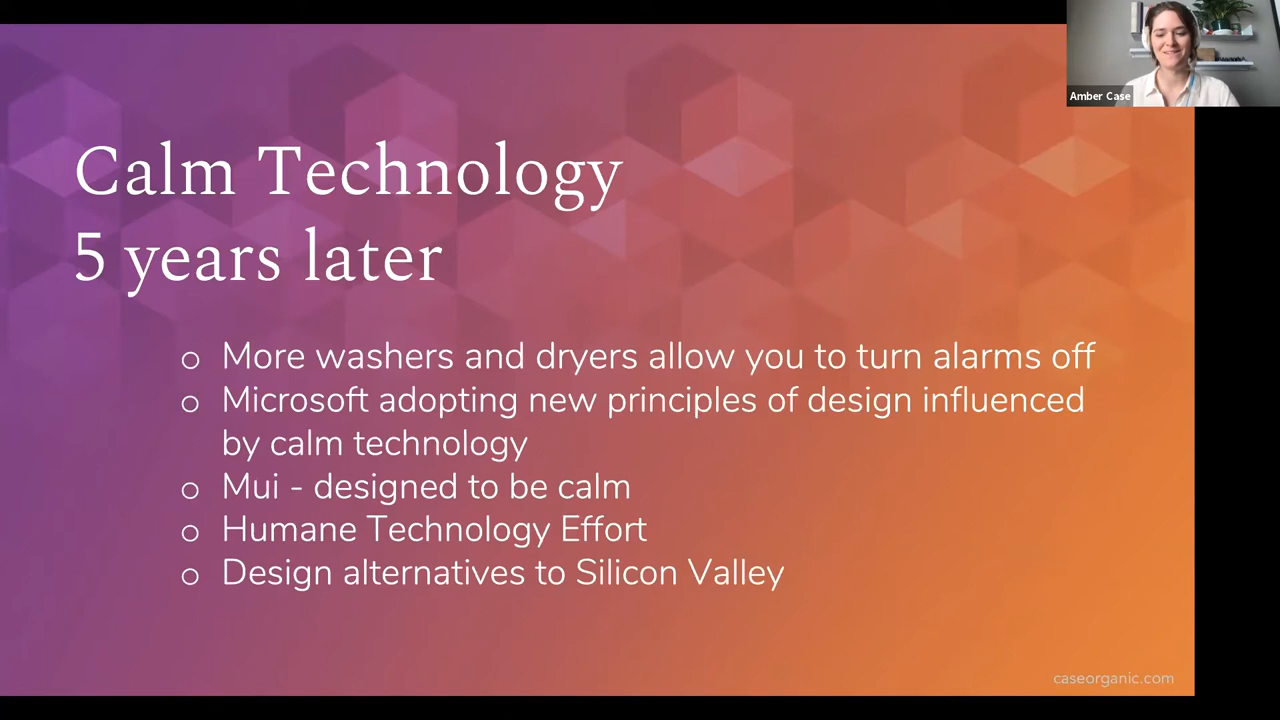 Amber Case
Calm Technology
5 years later
o More washers and dryers allow you to turn alarms off
o Microsoft adopting new principles of design influenced
by calm technology
o Mui - designed to be calm
o Humane Technology Effort
o Design alternatives to Silicon Valley
caseorganic.com